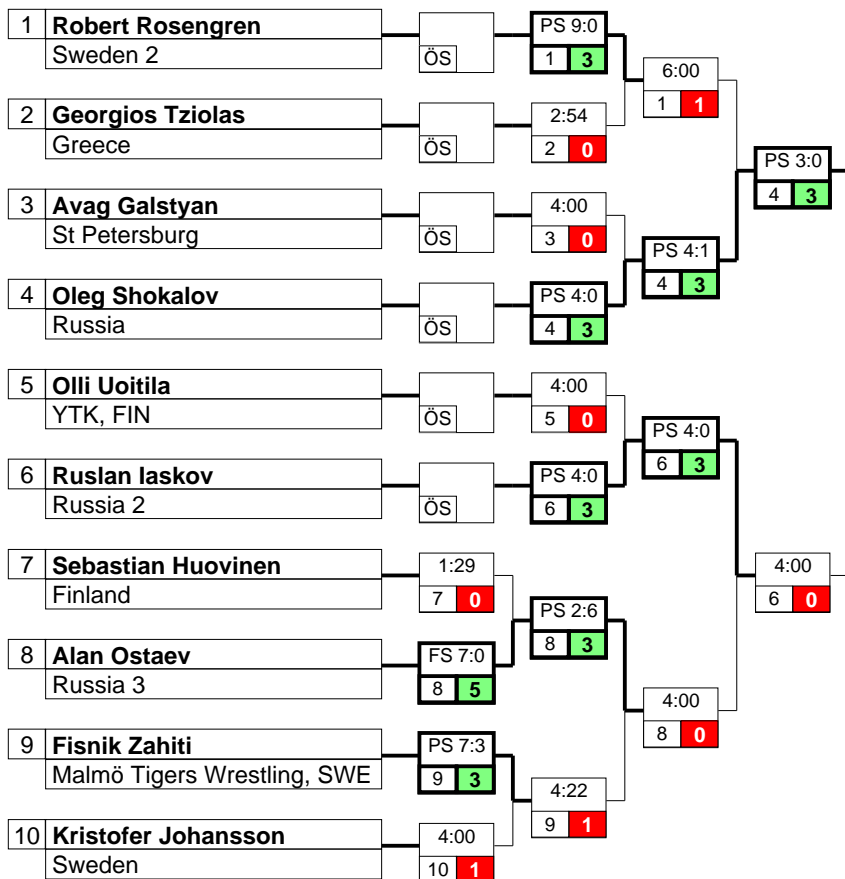 1 Robert Rosengren
Sweden 2
ÖS
PS 9:0
1 3
6:00
1 1
2 Georgios Tziolas
Greece
ÖS
2:54
2 0
PS 3:0
4 3
3 Avag Galstyan
St Petersburg
ÖS
4:00
3 0
PS 4:1
4 3
4 Oleg Shokalov
Russia
ÖS
PS 4:0
4 3
5 Olli Uoitila
YTK, FIN
ÖS
4:00
5 0
PS 4:0
6 3
6 Ruslan Iaskov
Russia 2
ÖS
PS 4:0
6 3
7 Sebastian Huovinen
Finland
1:29
7 0
4:00
6 0
PS 2:6
8 3
8 Alan Ostaev
Russia 3
FS 7:0
8 5
4:00
8 0
9 Fisnik Zahiti
Malmö Tigers Wrestling, SWE
PS 7:3
9 3
4:22
9 1
10 Kristofer Johansson
Sweden
4:00
10 1